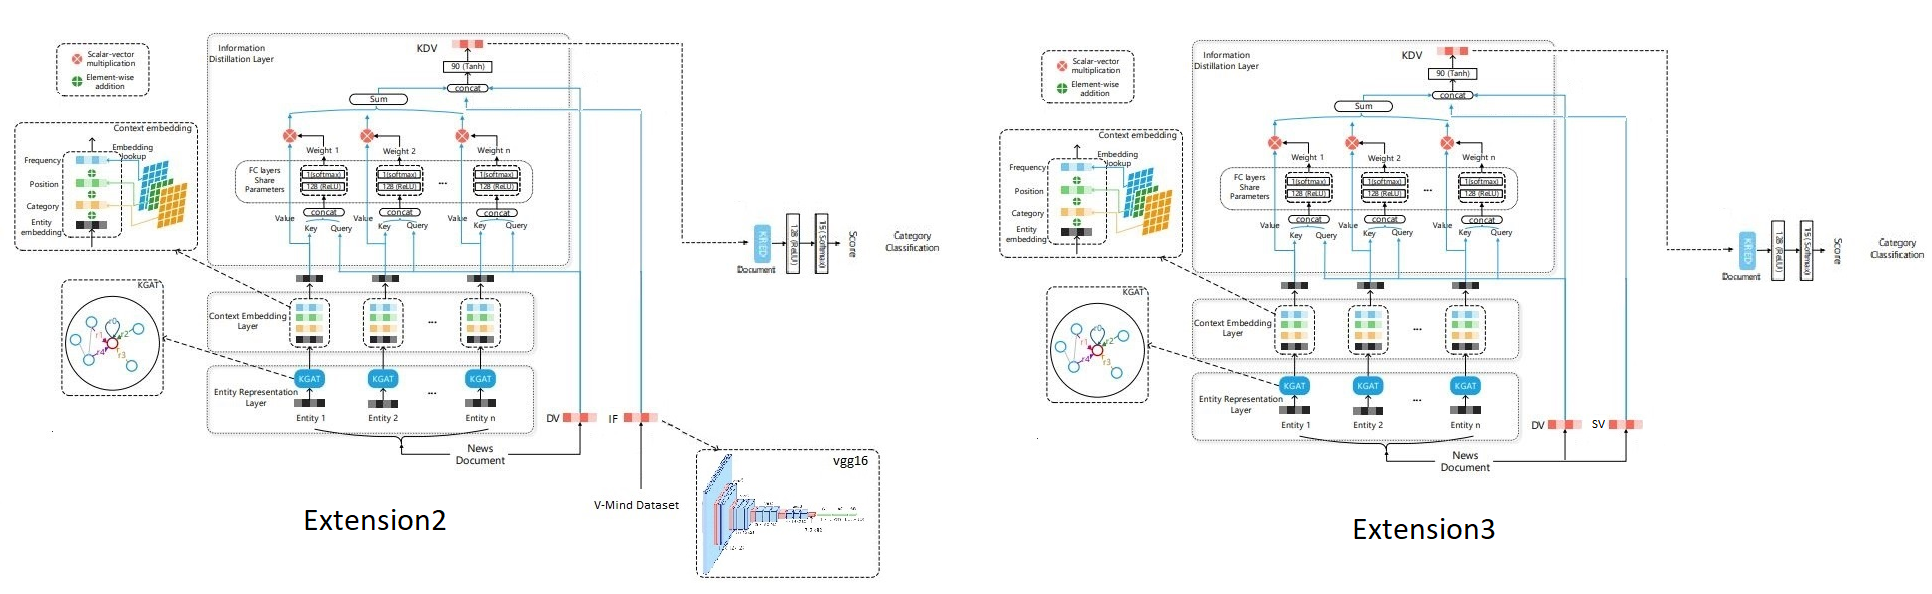 Scalar-vector
multiplication
Element-wise
addition
Information
Distillation Layer
KDV
90 (Tanh)
concat
Sum
Context embedding
Embedding
lookup
Frequency
Position
Category
Entity
embedding
Weight 1
Weight 2
Weight n
FC layers
Share
Parameters
1(softmax)
128 (ReLU)
1(softmax)
128 (ReLU)
...
1(softmax)
128 (ReLU)
concat
concat
concat
Value
Key
Query
Value
Key
Query
Value
Key
Query
KRED
Document
128 (ReLU)
15 (Softmax)
Score
Category
Classification
KGAT
r0
r1
r2
r3
r4
Context Embedding
Layer
...
Entity Representation
Layer
KGAT
KGAT
...
KGAT
Entity 1
Entity 2
Entity n
DV
IF
News
Document
V-Mind Dataset
vgg16
Extension2
Scalar-vector
multiplication
Element-wise
addition
Information
Distillation Layer
KDV
90 (Tanh)
concat
Sum
Context embedding
Embedding
lookup
Frequency
Position
Category
Entity
embedding
Weight 1
Weight 2
Weight n
FC layers
Share
Parameters
1(softmax)
128 (ReLU)
1(softmax)
128 (ReLU)
...
1(softmax)
128 (ReLU)
concat
concat
concat
Value
Key
Query
Value
Key
Query
Value
Key
Query
KRED
Document
128 (ReLU)
15 (Softmax)
Score
Category
Classification
KGAT
r0
r1
r2
r3
r4
Context Embedding
Layer
...
Entity Representation
Layer
KGAT
KGAT
...
KGAT
Entity 1
Entity 2
Entity n
DV
SV
News
Document
Extension3